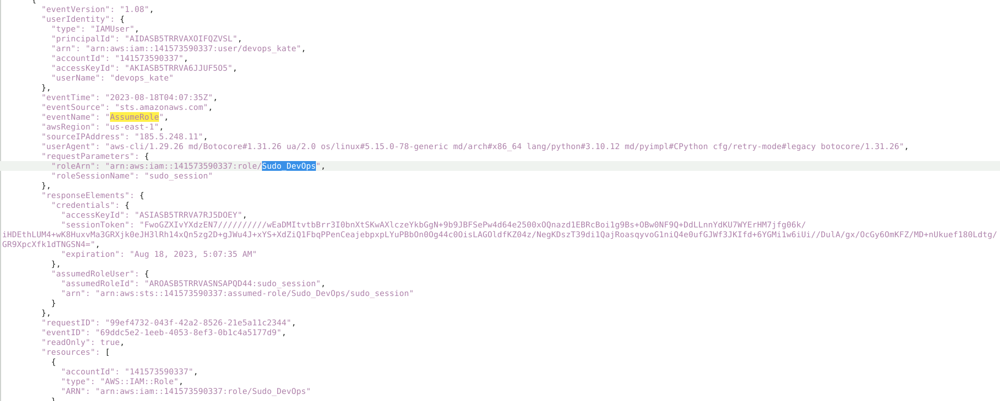 {
"eventVersion": "1.08",
"userIdentity": {
"type": "IAMUser",
"principalId": "AIDASB5TRRVAXOIFQZVSL",
"arn": "arn:aws:iam::141573590337:user/devops_kate",
"accountId": "141573590337",
"accessKeyId": "AKIASB5TRRVA6JJUF5O5",
"userName": "devops_kate"
},
"eventTime": "2023-08-18T04:07:35Z",
"eventSource": "sts.amazonaws.com",
"eventName": "AssumeRole",
"awsRegion": "us-east-1",
"sourceIPAddress": "185.5.248.11",
"userAgent": "aws-cli/1.29.26 md/Botocore#1.31.26 ua/2.0 os/linux#5.15.0-78-generic md/arch#x86_64 lang/python#3.10.12 md/pyimpl#CPython cfg/retry-mode#legacy botocore/1.31.26",
"requestParameters": {
"roleArn": "arn:aws:iam::141573590337:role/Sudo_DevOps",
"roleSessionName": "sudo_session"
},
"responseElements": {
"credentials": {
"accessKeyId": "ASIASB5TRRVA7RJ5DOEY",
"sessionToken": "FwoGZXIvYXdzEN7//////////wEaDMItvtbBrr3I0bnXtSKwAXlczeYkbGgN+9b9JBFSePw4d64e2500xOQnazd1EBRcBoi1g9Bs+OBw0NF9Q+DdLLnnYdKU7WYErHM7jfg06k/
iHDEthLUM4+wK8HuxvMa3GRXjk0eJH3lRh14xQn5zg2D+gJWu4J+xYS+XdZiQ1FbqPPenCeajebpxpLYuPBbOn0Og44c0OisLAGOldfKZ04z/NegKDszT39di1QajRoasqyvoG1niQ4e0ufGJWf3JKIfd+6YGMi1w6iUi//DulA/gx/OcGy6OmKFZ/MD+nUkuef180Ldtg/
GR9XpcXfk1dTNGSN4=",
"expiration": "Aug 18, 2023, 5:07:35 AM"
},
"assumedRoleUser": {
"assumedRoleId": "AROASB5TRRVASNSAPQD44:sudo_session",
"arn": "arn:aws:sts::141573590337:assumed-role/Sudo_DevOps/sudo_session"
}
},
"requestID": "99ef4732-043f-42a2-8526-21e5a11c2344",
"eventID": "69ddc5e2-1eeb-4053-8ef3-0b1c4a5177d9",
"readOnly": true,
"resources": [
{
"accountId": "141573590337",
"type": "AWS::IAM::Role",
"ARN": "arn:aws:iam::141573590337:role/Sudo_DevOps"
}